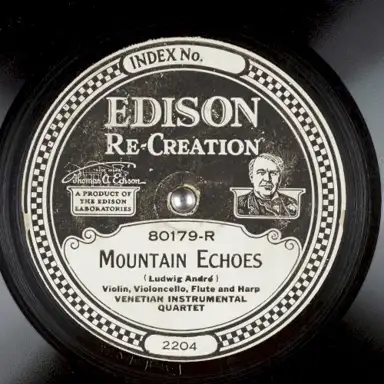 INDEX No.
EDISON
RE-CREATION
Thomas A. Edison
A PRODUCT OF
THE EDISON
LABORATORIES
80179-R
MOUNTAIN ECHOES
(Ludwig André)
Violin, Violoncello, Flute and Harp
VENETIAN INSTRUMENTAL
QUARTET
2204